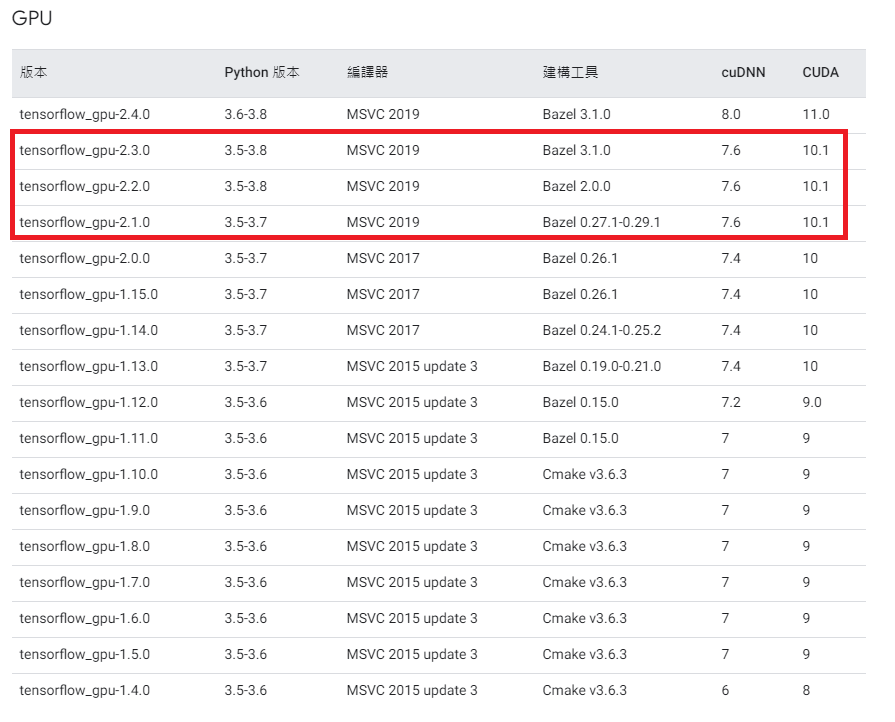 GPU
版本 Python 版本 編譯器 建構工具 cuDNN CUDA
tensorflow_gpu-2.4.0 3.6-3.8 MSVC 2019 Bazel 3.1.0 8.0 11.0
tensorflow_gpu-2.3.0 3.5-3.8 MSVC 2019 Bazel 3.1.0 7.6 10.1
tensorflow_gpu-2.2.0 3.5-3.8 MSVC 2019 Bazel 2.0.0 7.6 10.1
tensorflow_gpu-2.1.0 3.5-3.7 MSVC 2019 Bazel 0.27.1-0.29.1 7.6 10.1
tensorflow_gpu-2.0.0 3.5-3.7 MSVC 2017 Bazel 0.26.1 7.4 10
tensorflow_gpu-1.15.0 3.5-3.7 MSVC 2017 Bazel 0.26.1 7.4 10
tensorflow_gpu-1.14.0 3.5-3.7 MSVC 2017 Bazel 0.24.1-0.25.2 7.4 10
tensorflow_gpu-1.13.0 3.5-3.7 MSVC 2015 update 3 Bazel 0.19.0-0.21.0 7.4 10
tensorflow_gpu-1.12.0 3.5-3.6 MSVC 2015 update 3 Bazel 0.15.0 7.2 9.0
tensorflow_gpu-1.11.0 3.5-3.6 MSVC 2015 update 3 Bazel 0.15.0 7 9
tensorflow_gpu-1.10.0 3.5-3.6 MSVC 2015 update 3 Cmake v3.6.3 7 9
tensorflow_gpu-1.9.0 3.5-3.6 MSVC 2015 update 3 Cmake v3.6.3 7 9
tensorflow_gpu-1.8.0 3.5-3.6 MSVC 2015 update 3 Cmake v3.6.3 7 9
tensorflow_gpu-1.7.0 3.5-3.6 MSVC 2015 update 3 Cmake v3.6.3 7 9
tensorflow_gpu-1.6.0 3.5-3.6 MSVC 2015 update 3 Cmake v3.6.3 7 9
tensorflow_gpu-1.5.0 3.5-3.6 MSVC 2015 update 3 Cmake v3.6.3 7 9
tensorflow_gpu-1.4.0 3.5-3.6 MSVC 2015 update 3 Cmake v3.6.3 6 8